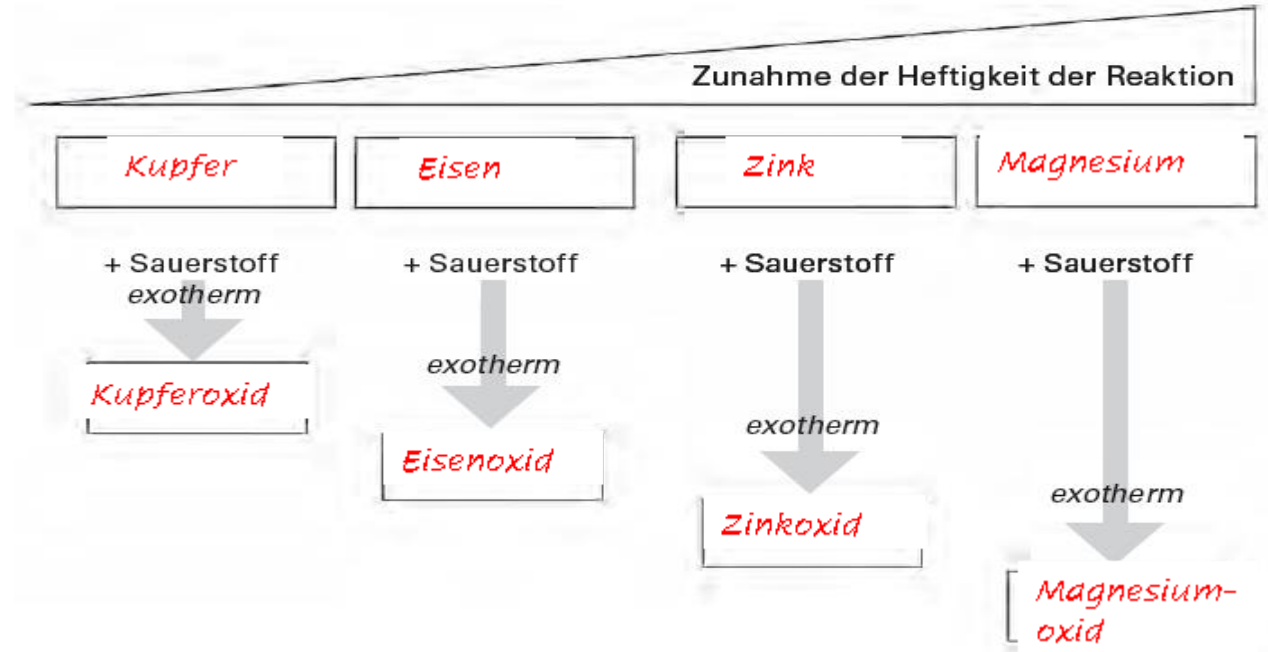 Zunahme der Heftigkeit der Reaktion
Kupfer
Eisen
Zink
Magnesium
+ Sauerstoff
+ Sauerstoff
+ Sauerstoff
+ Sauerstoff
exotherm
exotherm
Kupferoxid
exotherm
Eisenoxid
exotherm
Zinkoxid
Magnesium-
oxid